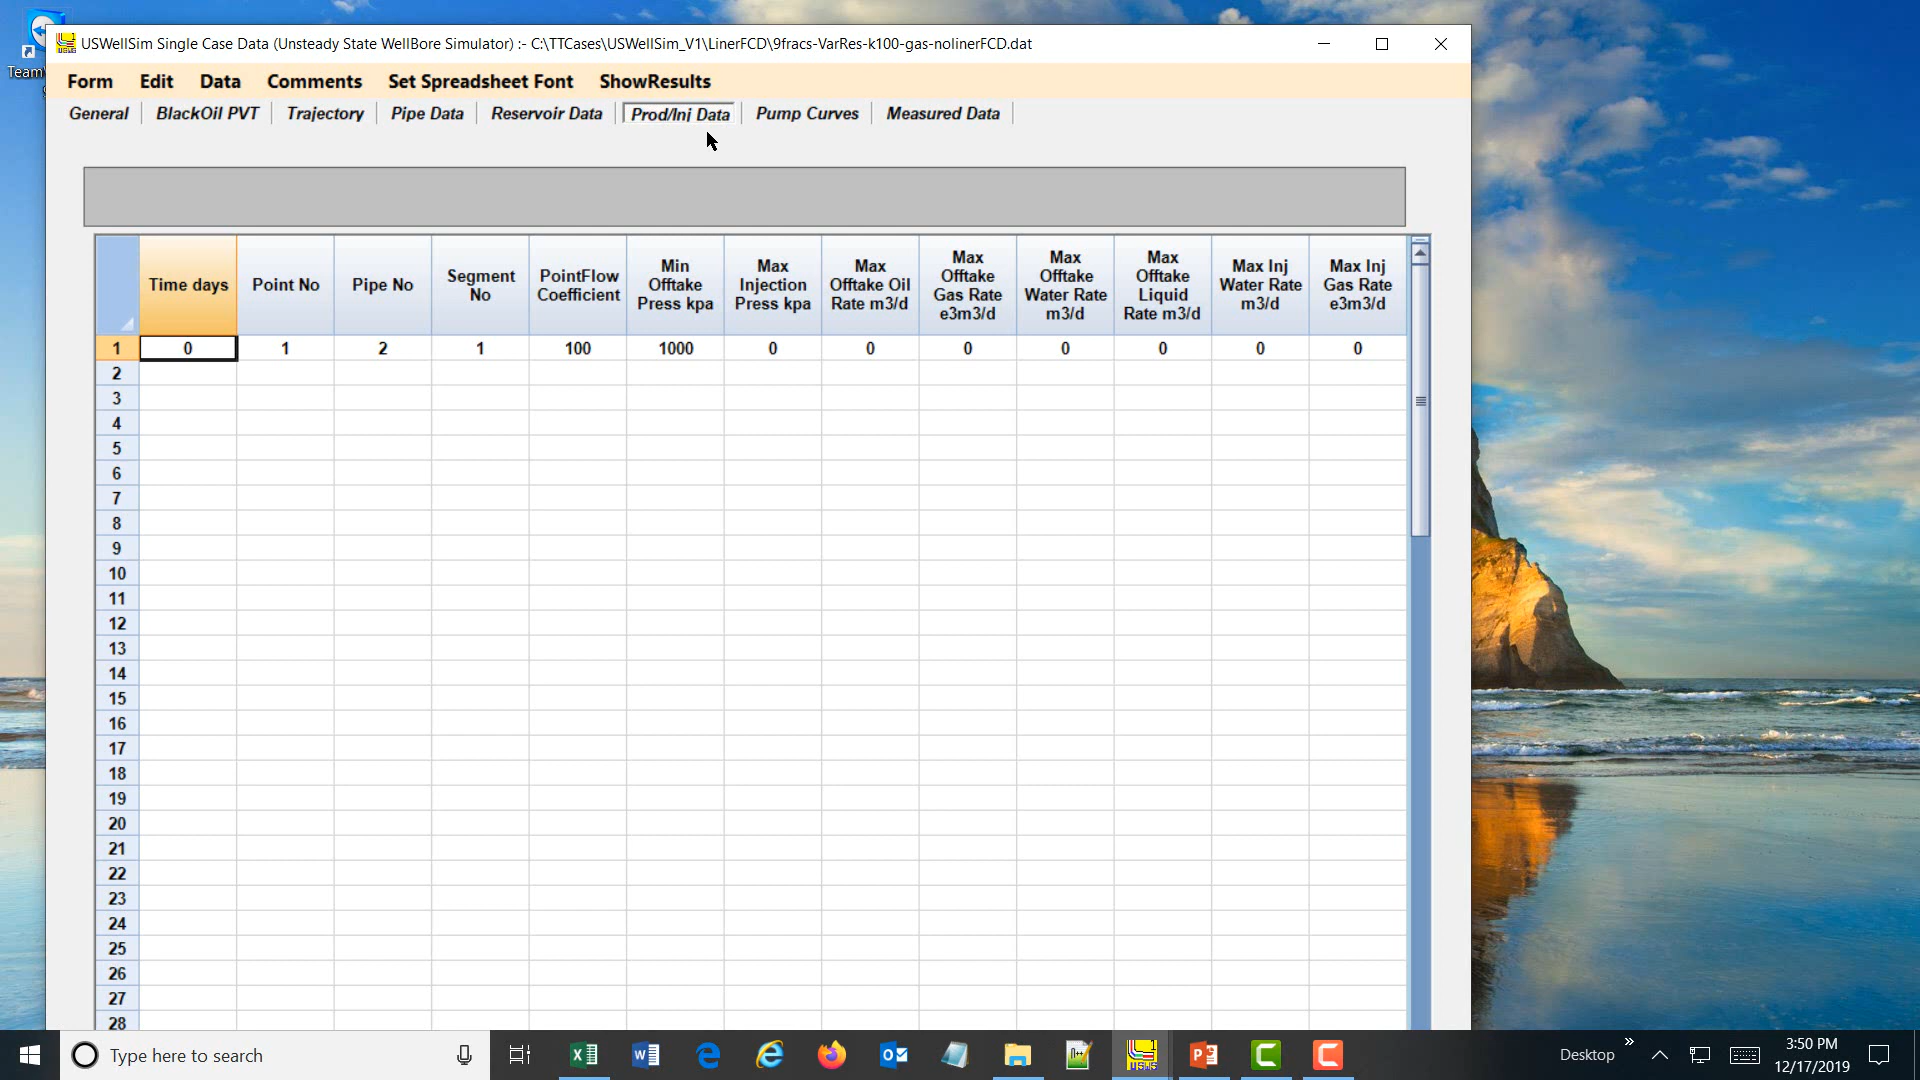 USWellSim Single Case Data (Unsteady State WellBore Simulator) :- C:\TTCases\USWellSim_V1\LinerFCD\9fracs-VarRes-k100-gas-nolinerFCD.dat
Form Edit Data Comments Set Spreadsheet Font ShowResults
General BlackOil PVT Trajectory Pipe Data Reservoir Data Prod/Inj Data Pump Curves Measured Data
Time days
Point No
Pipe No
Segment
No
PointFlow
Coefficient
Min
Offtake
Press kpa
Max
Injection
Press kpa
Max
Offtake Oil
Rate m3/d
Max
Offtake
Gas Rate
e3m3/d
Max
Offtake
Water Rate
m3/d
Max
Offtake
Liquid
Rate m3/d
Max Inj
Water Rate
m3/d
Max Inj
Gas Rate
e3m3/d
1 0 1 2 1 100 1000 0 0 0 0 0 0 0
2
3
4
5
6
7
8
9
10
11
12
13
14
15
16
17
18
19
20
21
22
23
24
25
26
27
28
Type here to search
Desktop
3:50 PM
12/17/2019